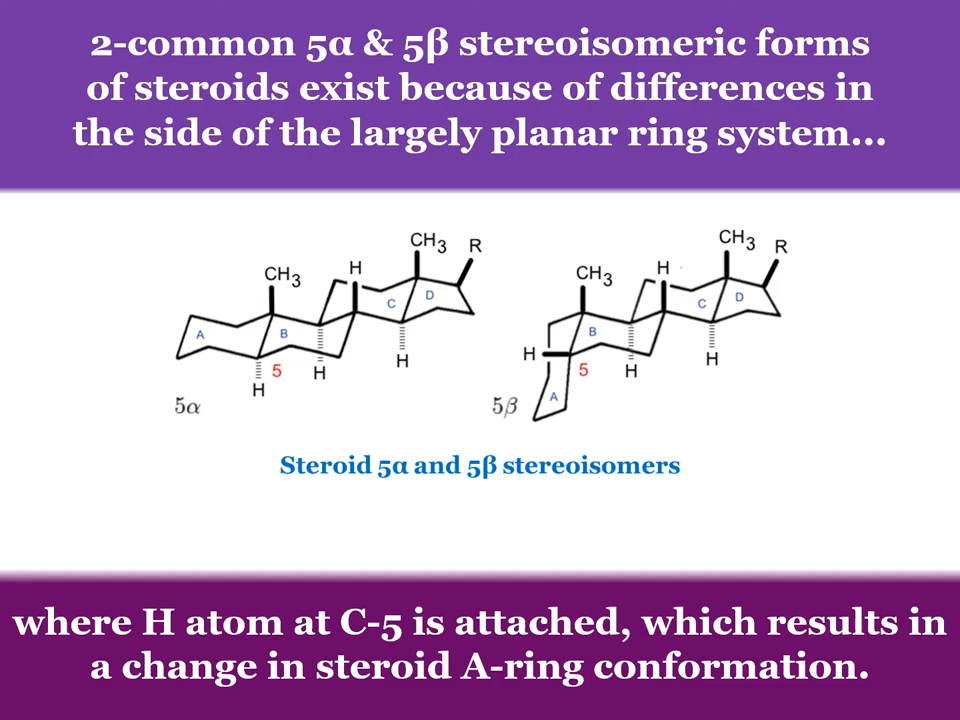 2-common 5α & 5β stereoisomeric forms
of steroids exist because of differences in
the side of the largely planar ring system...
CH3 R
H
CH3
C D
A B
5 H
H H
5α
CH3 R
H
CH3
C D
B
H
5 H
H
A
5β
Steroid 5α and 5β stereoisomers
where H atom at C-5 is attached, which results in
a change in steroid A-ring conformation.